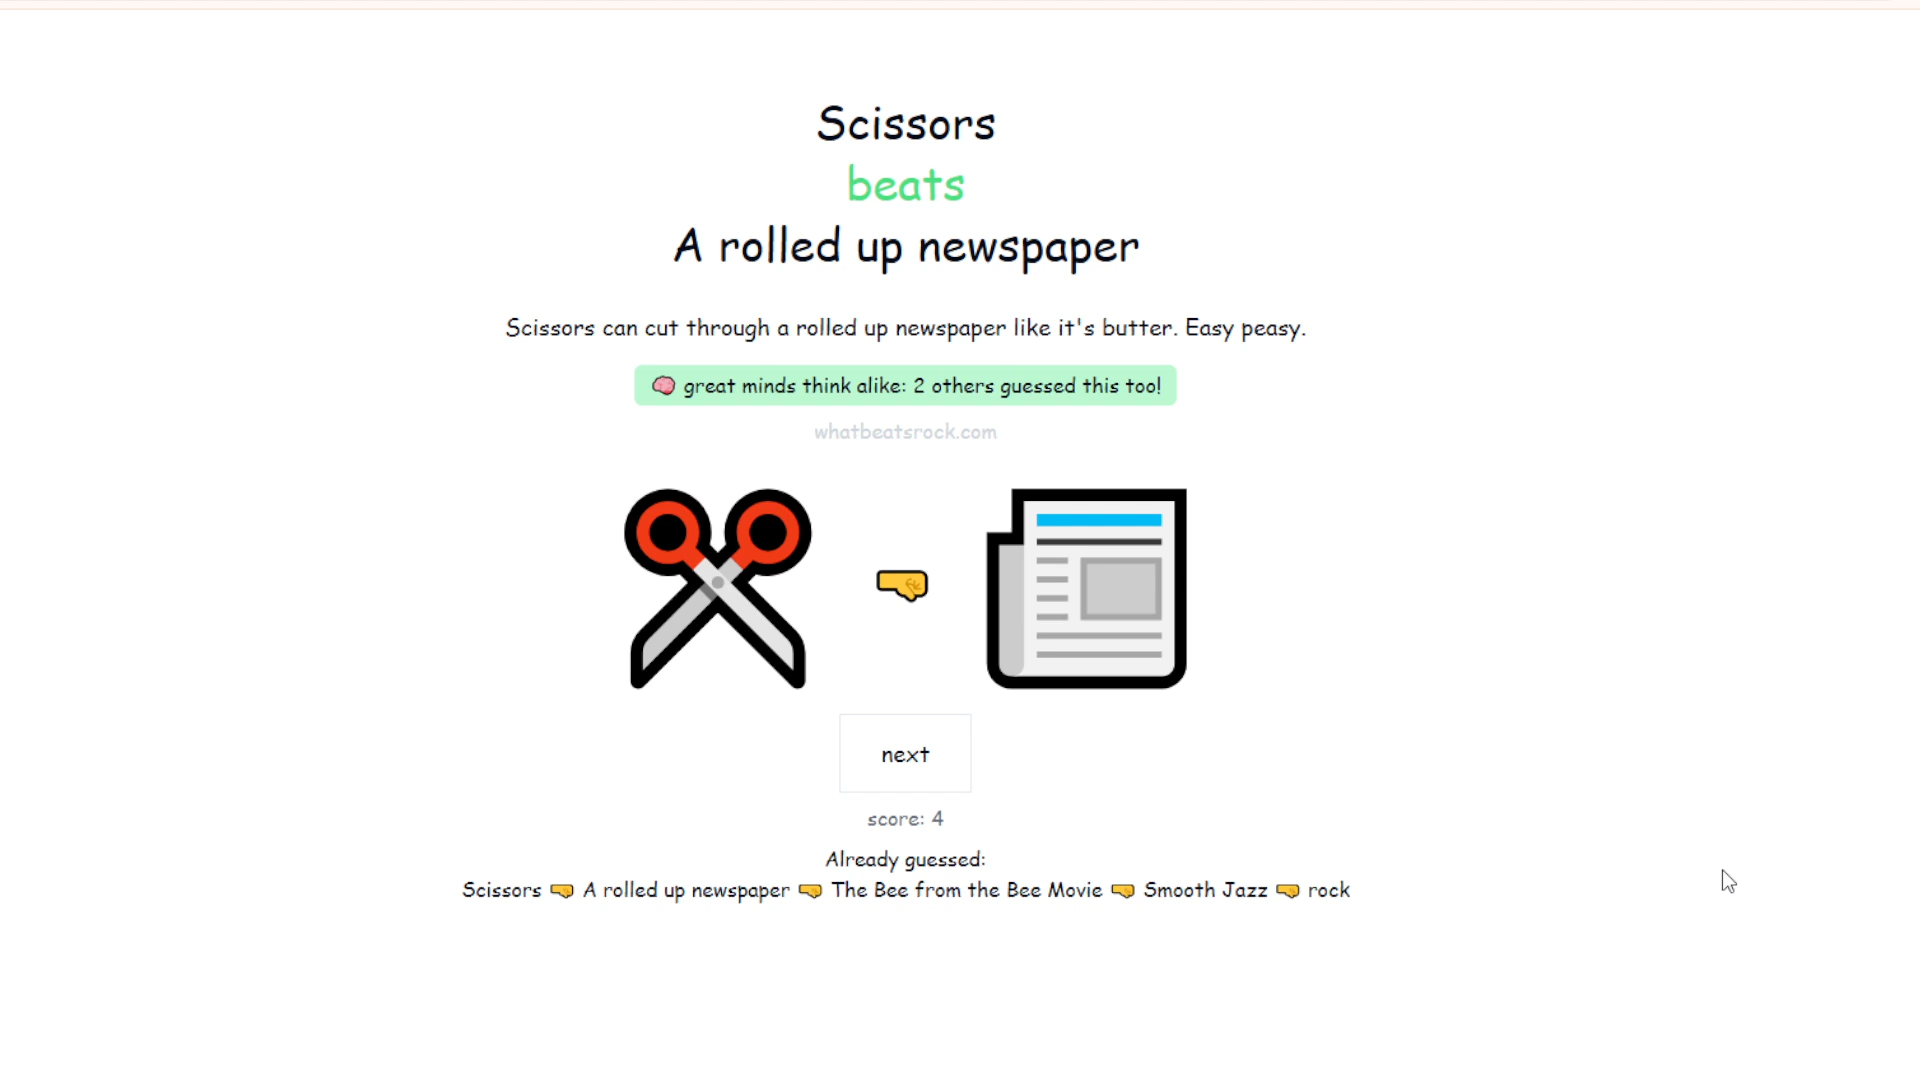 Scissors
beats
A rolled up newspaper
Scissors can cut through a rolled up newspaper like it's butter. Easy peasy.
🧠 great minds think alike: 2 others guessed this too!
whatbeatsrock.com
next
score: 4
Already guessed:
Scissors 🤜 A rolled up newspaper 🤜 The Bee from the Bee Movie 🤜 Smooth Jazz 🤜 rock